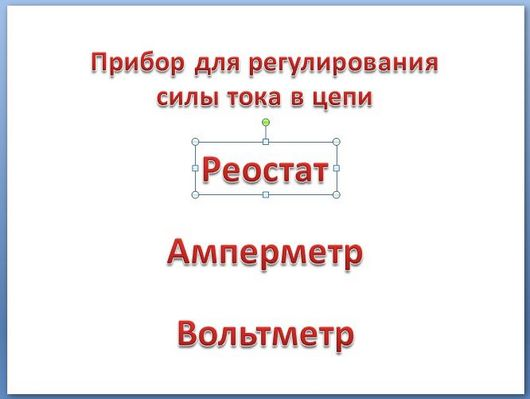 Прибор для регулирования
силы тока в цепи
Реостат
Амперметр
Вольтметр